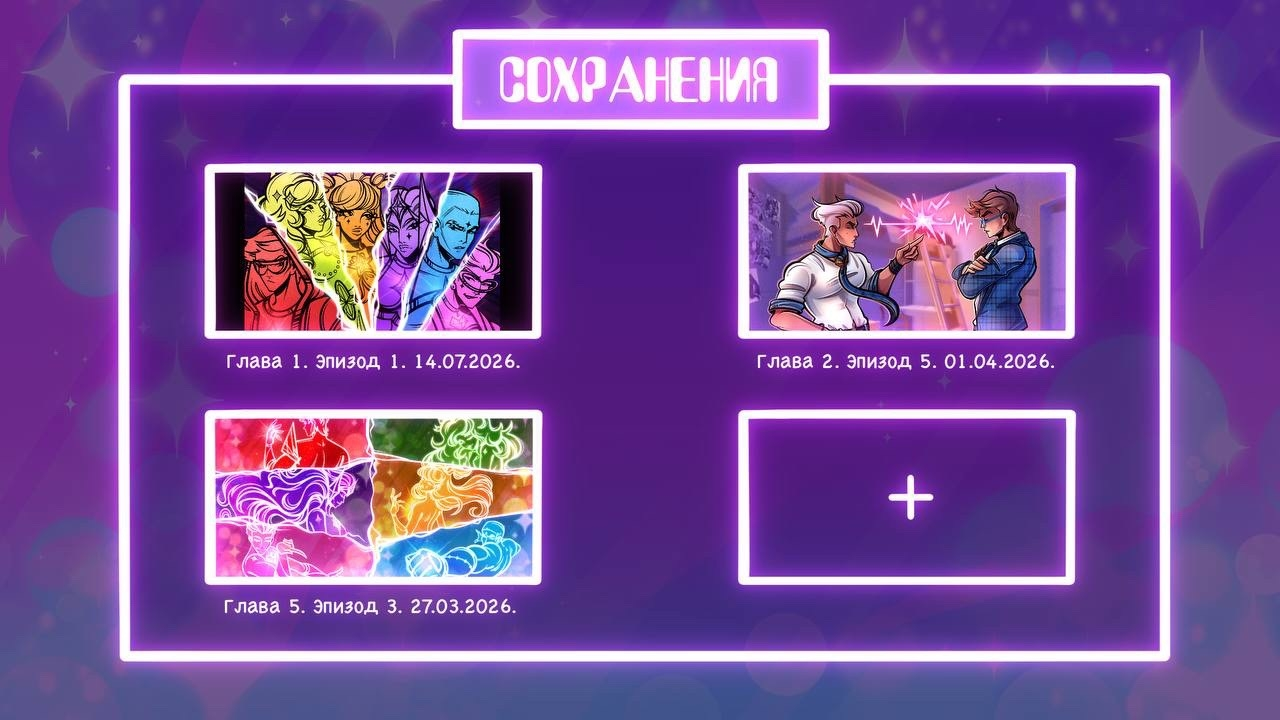 СОХРАНЕНИЯ
Глава 1. Эпизод 1. 14.07.2026.
Глава 2. Эпизод 5. 01.04.2026.
Глава 5. Эпизод 3. 27.03.2026.